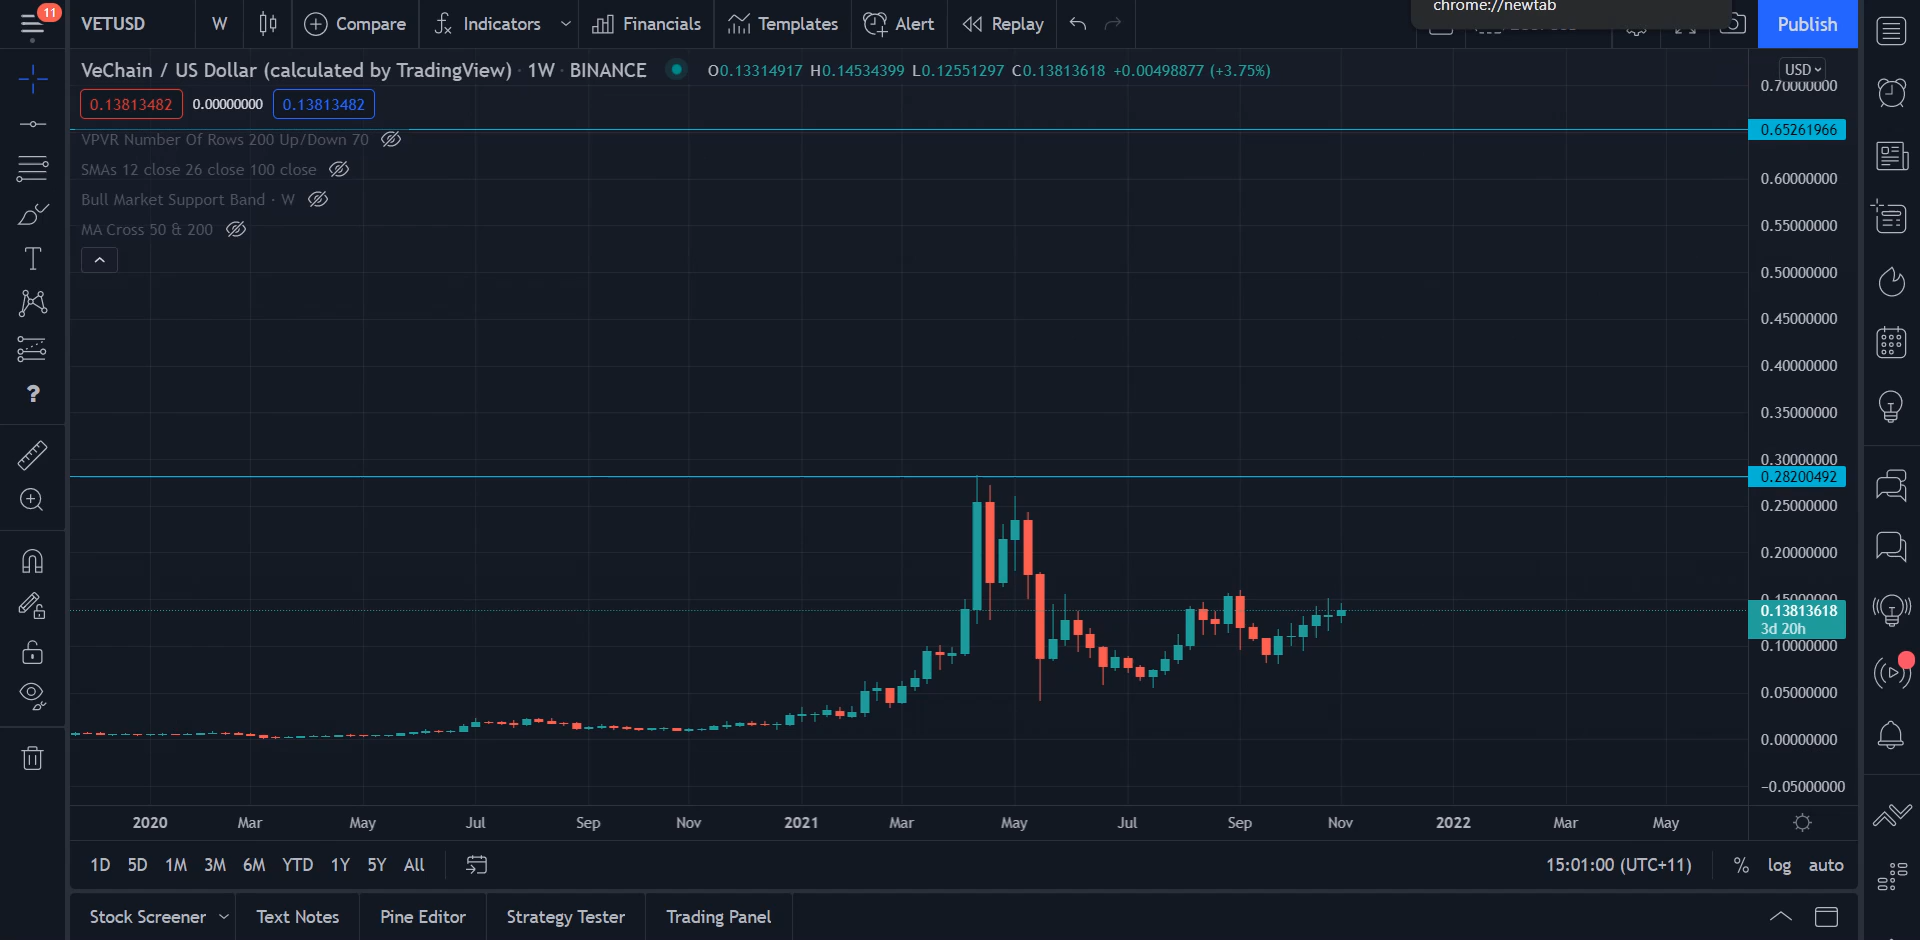 chrome://newtab
11
VETUSD
W
Compare
Indicators
Financials
Templates
Alert
Replay
Publish
VeChain / US Dollar (calculated by TradingView) · 1W · BINANCE
O0.13314917 H0.14534399 L0.12551297 C0.13813618 +0.00498877 (+3.75%)
USD
0.13813482
0.00000000
0.13813482
VPVR Number Of Rows 200 Up/Down 70
SMAs 12 close 26 close 100 close
Bull Market Support Band · W
MA Cross 50 & 200
0.70000000
0.65261966
0.60000000
0.55000000
0.50000000
0.45000000
0.40000000
0.35000000
0.30000000
0.28200492
0.25000000
0.20000000
0.15000000
0.13813618
3d 20h
0.10000000
0.05000000
0.00000000
−0.05000000
2020 Mar May Jul Sep Nov 2021 Mar May Jul Sep Nov 2022 Mar May
1D 5D 1M 3M 6M YTD 1Y 5Y All
15:01:00 (UTC+11)
% log auto
Stock Screener
Text Notes
Pine Editor
Strategy Tester
Trading Panel